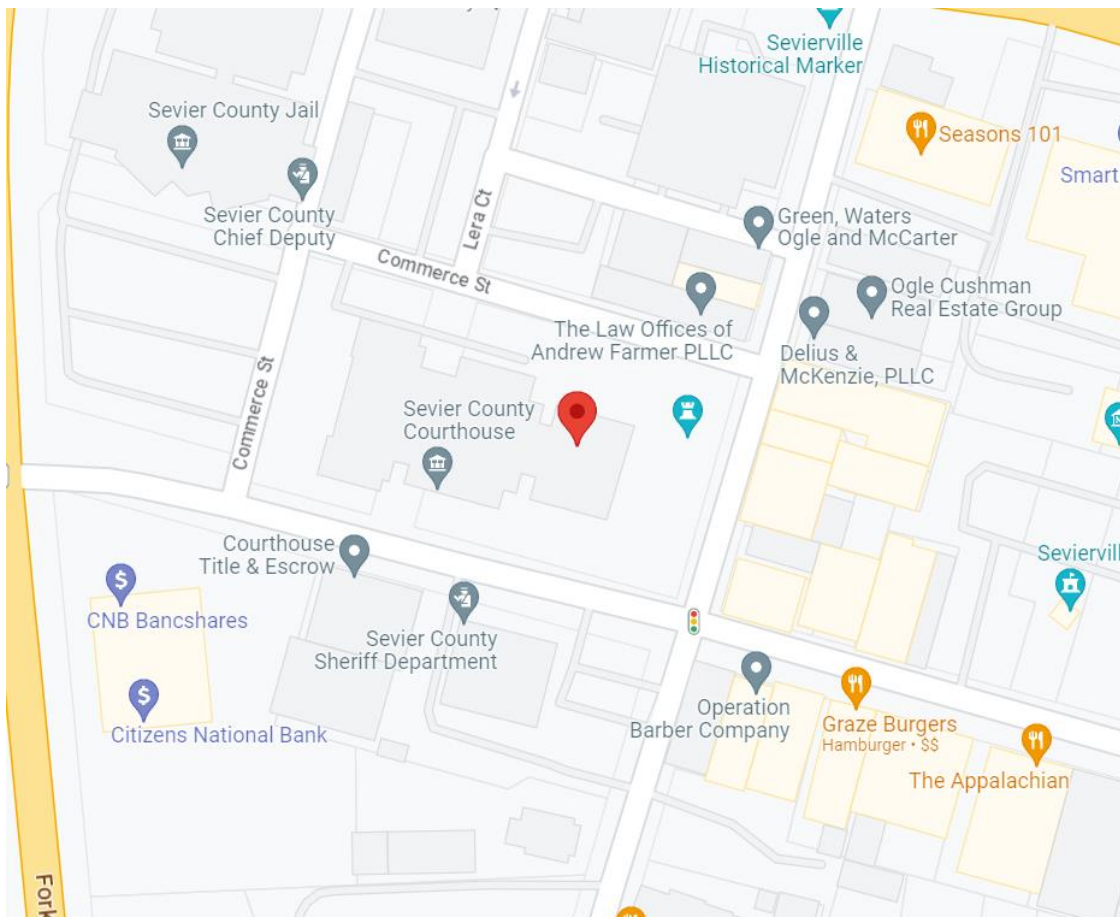 Sevierville
Historical Marker
Sevier County Jail
Seasons 101
Smart
Sevier County
Chief Deputy
Lera Ct
Green, Waters
Ogle and McCarter
Commerce St
Ogle Cushman
Real Estate Group
The Law Offices of
Andrew Farmer PLLC
Delius &
McKenzie, PLLC
Commerce St
Sevier County
Courthouse
Courthouse
Title & Escrow
Seviervill
CNB Bancshares
Sevier County
Sheriff Department
Citizens National Bank
Operation
Barber Company
Graze Burgers
Hamburger • $$
The Appalachian
Fork